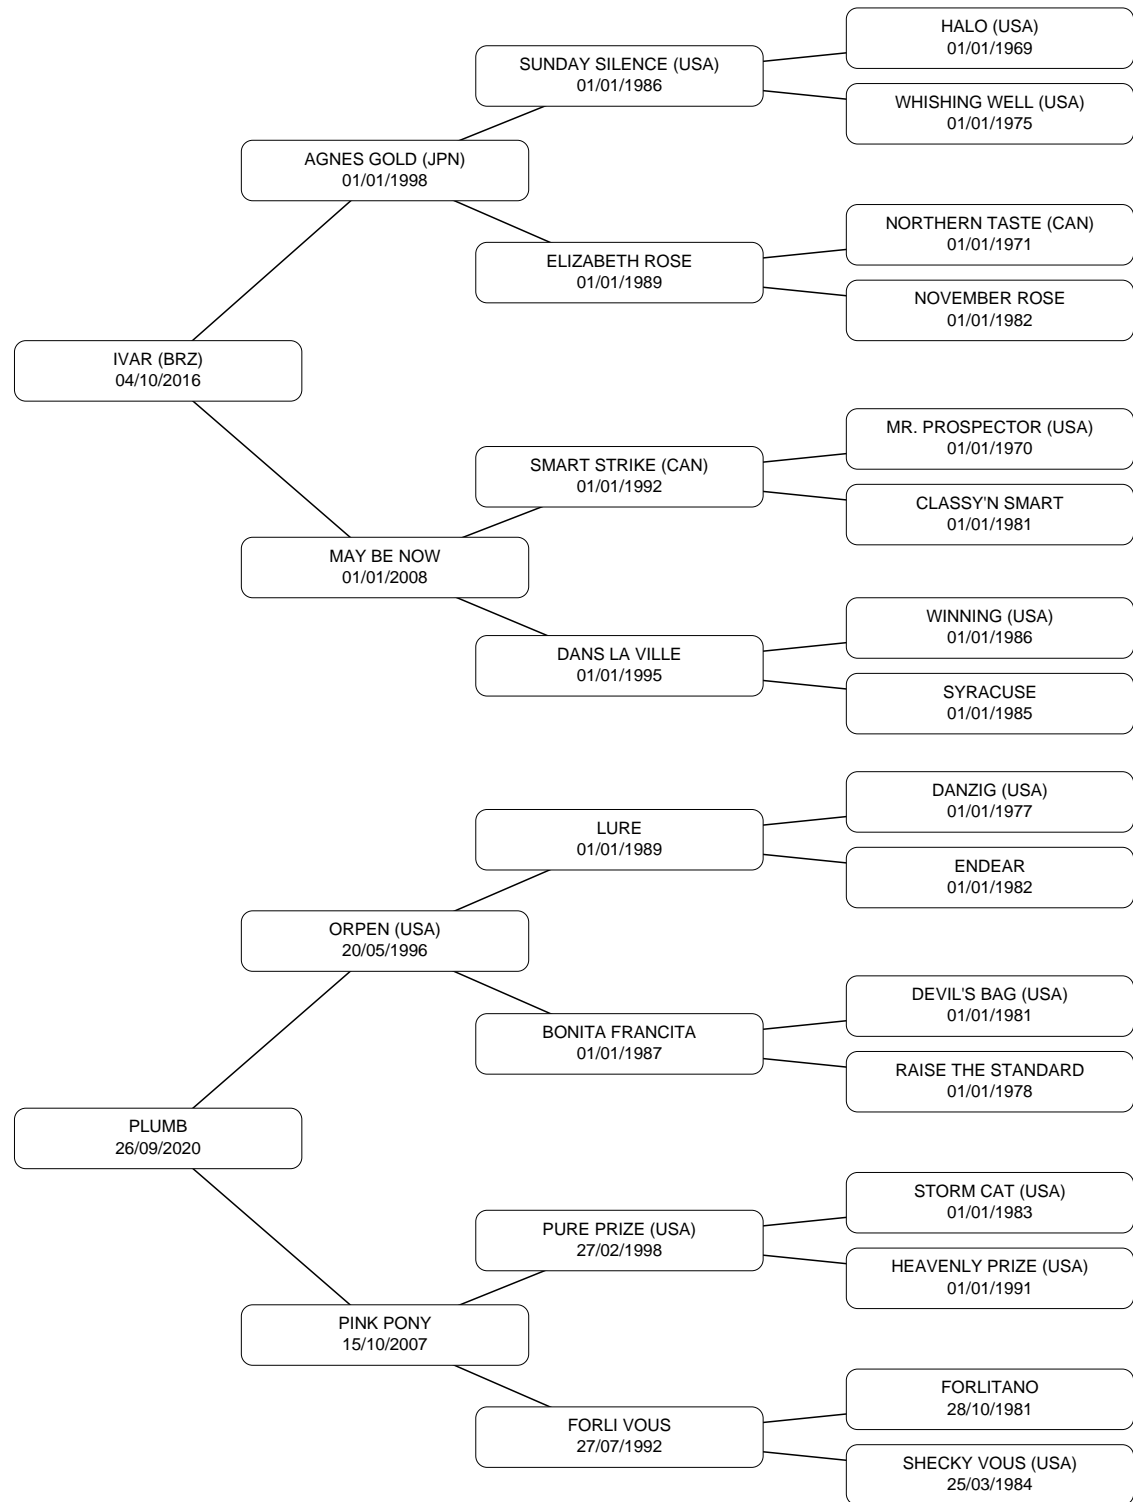 HALO (USA)
01/01/1969
SUNDAY SILENCE (USA)
01/01/1986
WHISHING WELL (USA)
01/01/1975
AGNES GOLD (JPN)
01/01/1998
NORTHERN TASTE (CAN)
01/01/1971
ELIZABETH ROSE
01/01/1989
NOVEMBER ROSE
01/01/1982
IVAR (BRZ)
04/10/2016
MR. PROSPECTOR (USA)
01/01/1970
SMART STRIKE (CAN)
01/01/1992
CLASSY'N SMART
01/01/1981
MAY BE NOW
01/01/2008
WINNING (USA)
01/01/1986
DANS LA VILLE
01/01/1995
SYRACUSE
01/01/1985
DANZIG (USA)
01/01/1977
LURE
01/01/1989
ENDEAR
01/01/1982
ORPEN (USA)
20/05/1996
DEVIL'S BAG (USA)
01/01/1981
BONITA FRANCITA
01/01/1987
RAISE THE STANDARD
01/01/1978
PLUMB
26/09/2020
STORM CAT (USA)
01/01/1983
PURE PRIZE (USA)
27/02/1998
HEAVENLY PRIZE (USA)
01/01/1991
PINK PONY
15/10/2007
FORLITANO
28/10/1981
FORLI VOUS
27/07/1992
SHECKY VOUS (USA)
25/03/1984